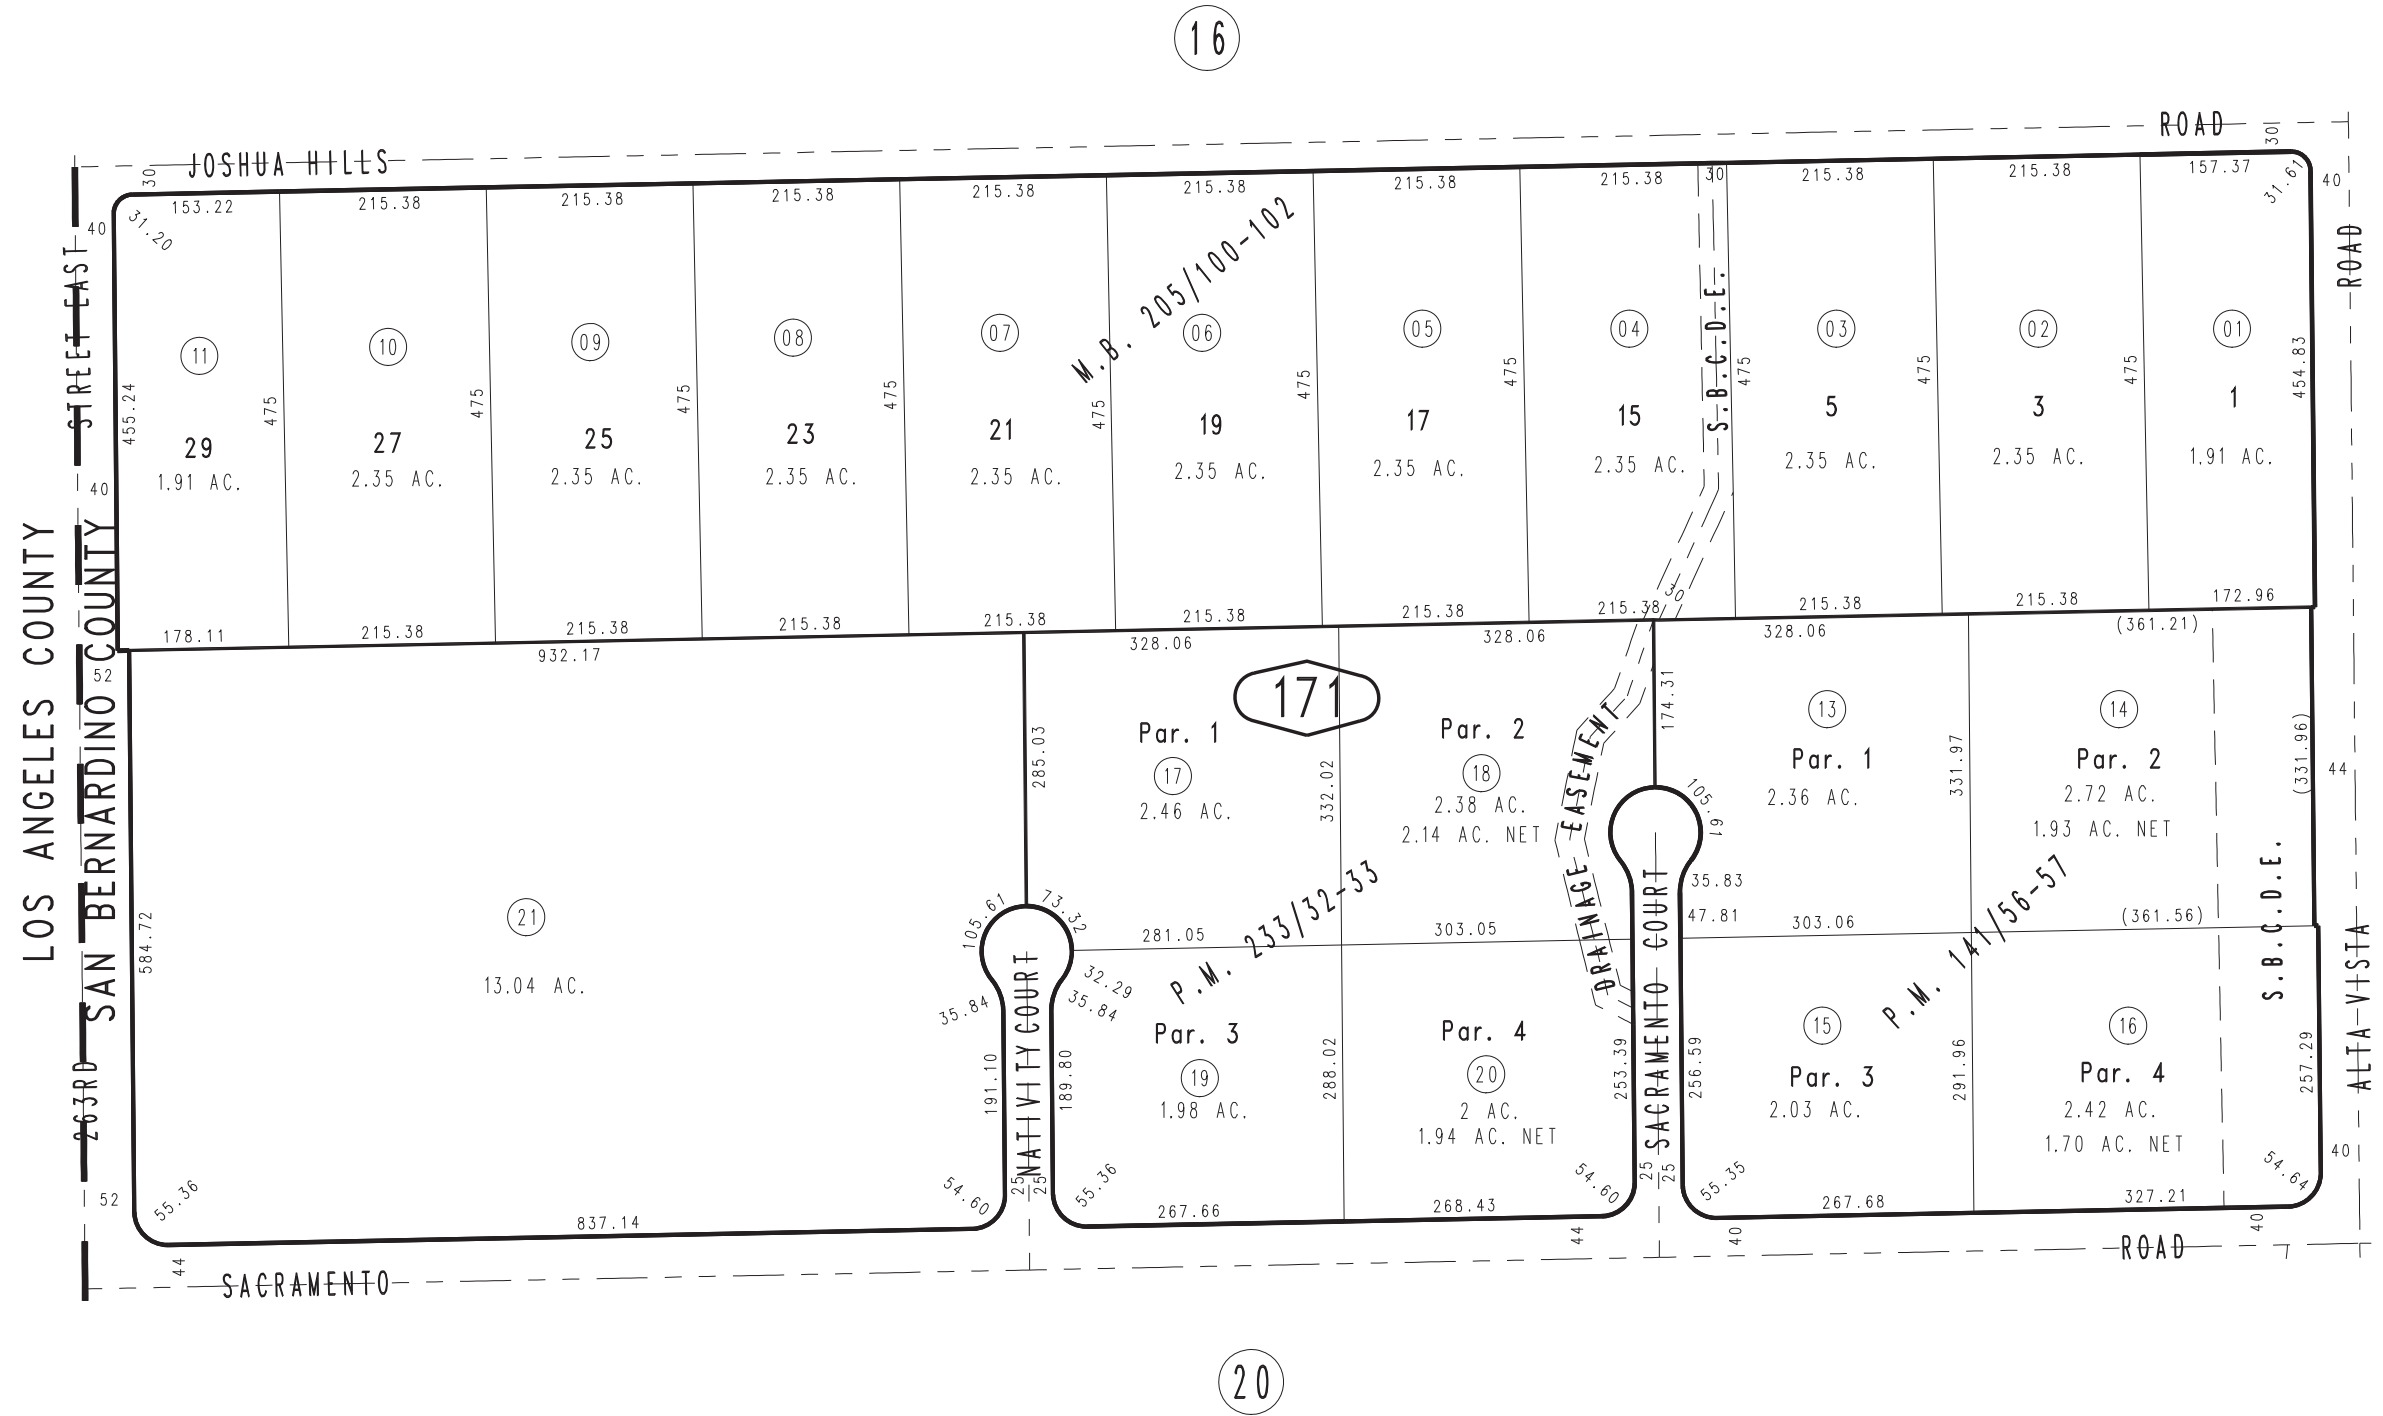 16
JOSHUA HILLS
ROAD
30
30
153.22
215.38
215.38
215.38
215.38
215.38
215.38
215.38
30
215.38
215.38
157.37
31.20
31.61
40
40
STREET EAST
ROAD
M.B. 205/100-102
S.B.C.D.E.
11
10
09
08
07
06
05
04
03
02
01
455.24
475
475
475
475
475
475
475
475
475
475
454.83
29
27
25
23
21
19
17
15
5
3
1
1.91 AC.
2.35 AC.
2.35 AC.
2.35 AC.
2.35 AC.
2.35 AC.
2.35 AC.
2.35 AC.
2.35 AC.
2.35 AC.
1.91 AC.
40
LOS ANGELES COUNTY
SAN BERNARDINO COUNTY
30
178.11
215.38
215.38
215.38
215.38
215.38
215.38
215.38
215.38
215.38
172.96
932.17
328.06
328.06
328.06
(361.21)
52
171
285.03
332.02
174.31
331.97
(331.96)
44
Par. 1
17
2.46 AC.
Par. 2
18
2.38 AC.
2.14 AC. NET
DRAINAGE EASEMENT
13
Par. 1
2.36 AC.
14
Par. 2
2.72 AC.
1.93 AC. NET
105.61
35.83
47.81
S.B.C.D.E.
21
13.04 AC.
584.72
105.61
73.32
281.05
303.05
303.06
(361.56)
P.M. 233/32-33
P.M. 141/56-57
32.29
35.84
35.84
NATIVITY COURT
SACRAMENTO COURT
ALTA VISTA
Par. 3
19
1.98 AC.
Par. 4
20
2 AC.
1.94 AC. NET
15
Par. 3
2.03 AC.
16
Par. 4
2.42 AC.
1.70 AC. NET
191.10
189.80
288.02
253.39
256.59
291.96
257.29
263RD
52
40
25
25
25
25
55.36
54.60
55.36
54.60
55.35
54.64
837.14
267.66
268.43
267.68
327.21
44
44
40
40
SACRAMENTO
ROAD
20